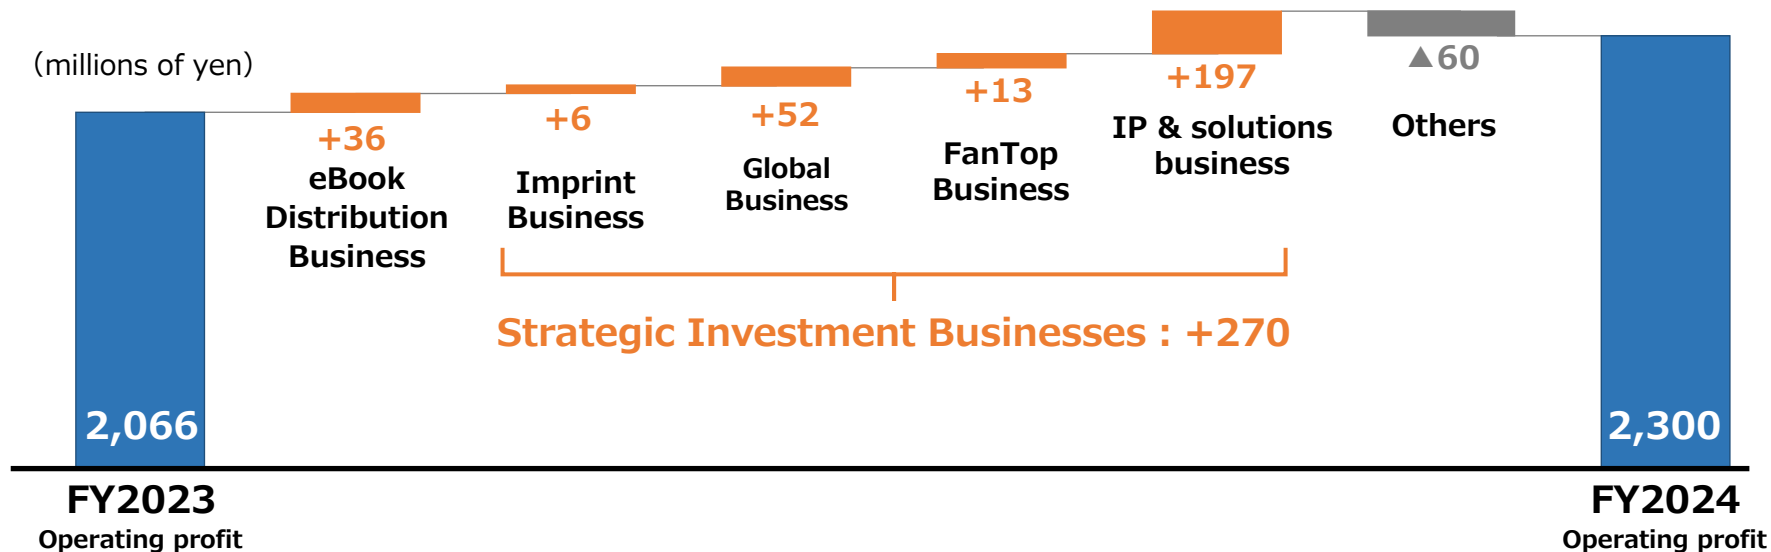 (millions of yen)
+36
eBook
Distribution
Business
+6
Imprint
Business
+52
Global
Business
+13
FanTop
Business
+197
IP & solutions
business
▲60
Others
Strategic Investment Businesses : +270
2,066
2,300
FY2023
Operating profit
FY2024
Operating profit